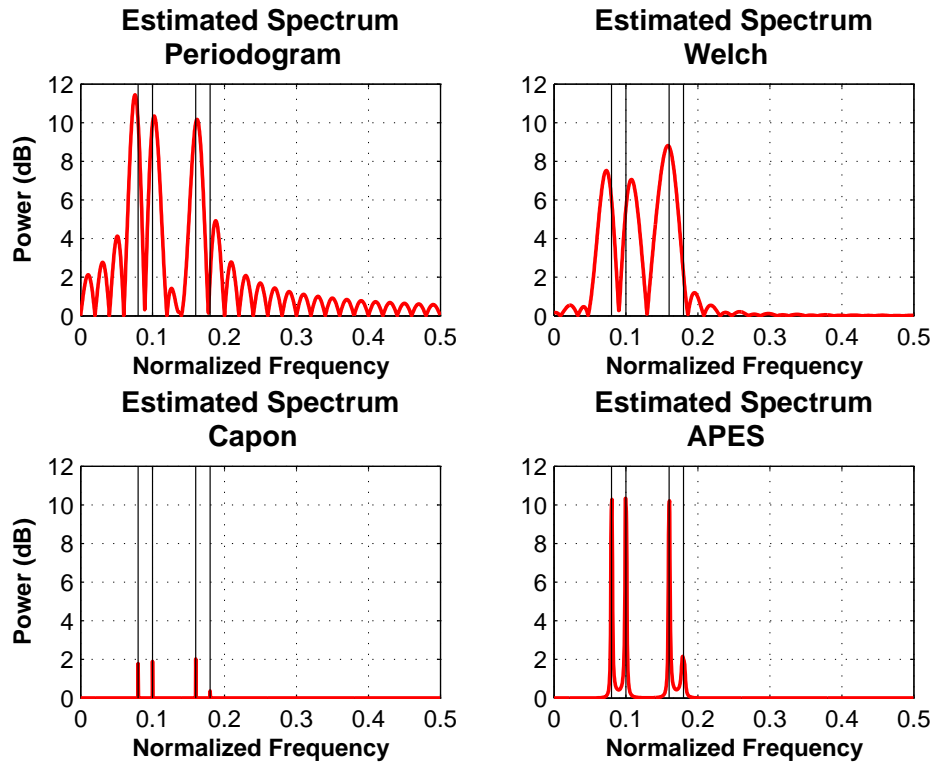 Estimated Spectrum
Periodogram
12
10
8
6
4
2
0
Power (dB)
0 0.1 0.2 0.3 0.4 0.5
Normalized Frequency
Estimated Spectrum
Welch
12
10
8
6
4
2
0
0 0.1 0.2 0.3 0.4 0.5
Normalized Frequency
Estimated Spectrum
Capon
12
10
8
6
4
2
0
Power (dB)
0 0.1 0.2 0.3 0.4 0.5
Normalized Frequency
Estimated Spectrum
APES
12
10
8
6
4
2
0
0 0.1 0.2 0.3 0.4 0.5
Normalized Frequency